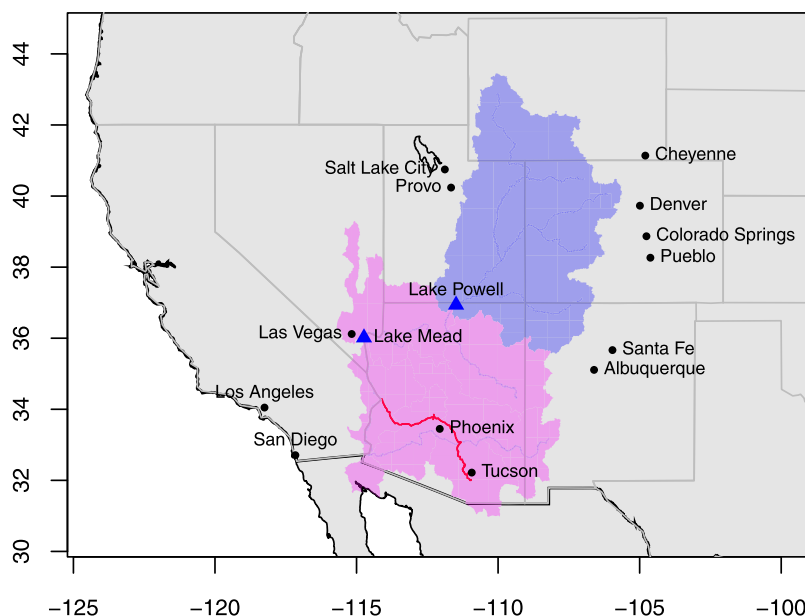 44
42
40
38
36
34
32
30
Cheyenne
Salt Lake City
Provo
Denver
Colorado Springs
Pueblo
Lake Powell
Las Vegas
Lake Mead
Santa Fe
Albuquerque
Los Angeles
Phoenix
San Diego
Tucson
−125
−120
−115
−110
−105
−100